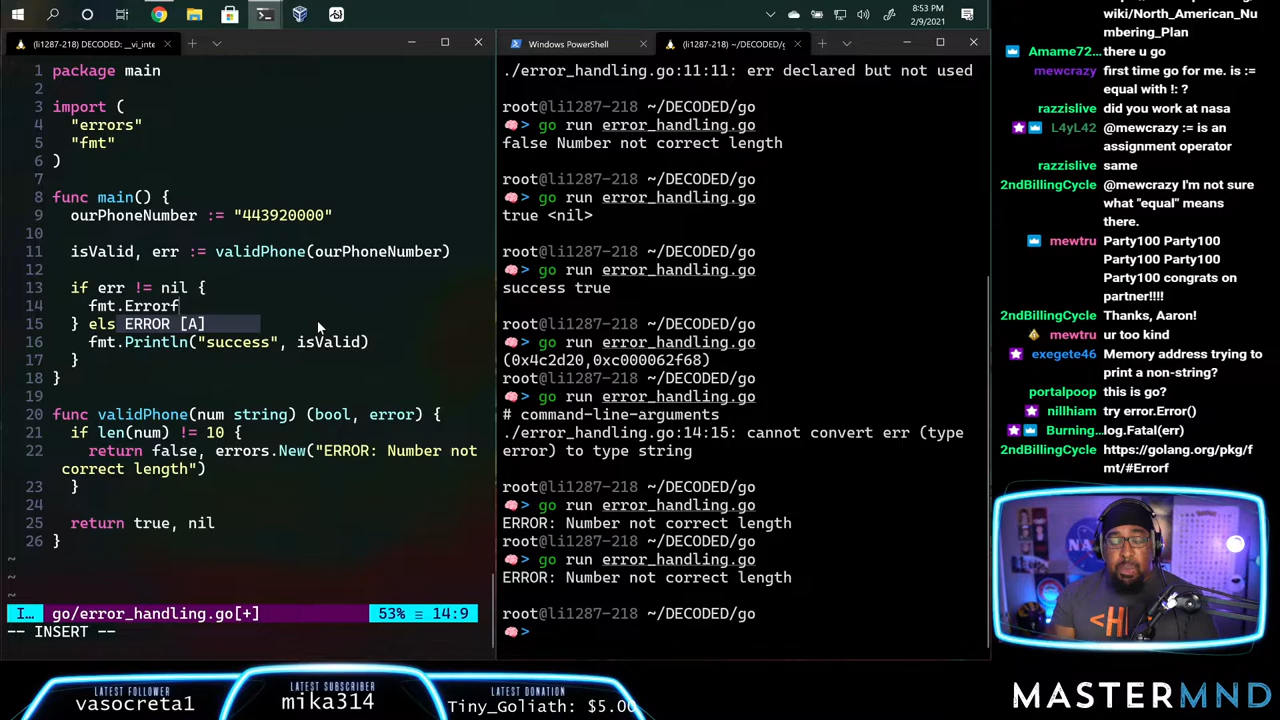 8:53 PM
2/9/2021
(li1287-218) DECODED: __vi_inte
1 package main
2
3 import (
4 "errors"
5 "fmt"
6 )
7
8 func main() {
9 ourPhoneNumber := "443920000"
10
11 isValid, err := validPhone(ourPhoneNumber)
12
13 if err != nil {
14 fmt.Errorf
15 } els ERROR [A]
16 fmt.Println("success", isValid)
17 }
18 }
19
20 func validPhone(num string) (bool, error) {
21 if len(num) != 10 {
22 return false, errors.New("ERROR: Number not
correct length")
23 }
24
25 return true, nil
26 }
~
~
~
I… go/error_handling.go[+] 53% ≡ 14:9
-- INSERT --
Windows PowerShell
(li1287-218) ~/DECODED/g
./error_handling.go:11:11: err declared but not used
root@li1287-218 ~/DECODED/go
> go run error_handling.go
false Number not correct length
root@li1287-218 ~/DECODED/go
> go run error_handling.go
true <nil>
root@li1287-218 ~/DECODED/go
> go run error_handling.go
success true
root@li1287-218 ~/DECODED/go
> go run error_handling.go
(0x4c2d20,0xc000062f68)
root@li1287-218 ~/DECODED/go
> go run error_handling.go
# command-line-arguments
./error_handling.go:14:15: cannot convert err (type
error) to type string
root@li1287-218 ~/DECODED/go
> go run error_handling.go
ERROR: Number not correct length
root@li1287-218 ~/DECODED/go
> go run error_handling.go
ERROR: Number not correct length
root@li1287-218 ~/DECODED/go
>
wiki/North_American_Nu
mbering_Plan
Amame72... there u go
mewcrazy first time go for me. is :=
equal with !: ?
razzislive did you work at nasa
L4yL42 @mewcrazy := is an
assignment operator
razzislive same
2ndBillingCycle @mewcrazy I'm not sure
what "equal" means
there.
mewtru Party100 Party100
Party100 Party100
Party100 congrats on
partner!!!!
2ndBillingCycle Thanks, Aaron!
mewtru ur too kind
exegete46 Memory address trying to
print a non-string?
portalpoop this is go?
nillhiam try error.Error()
Burning... log.Fatal(err)
2ndBillingCycle https://golang.org/pkg/f
mt/#Errorf
NASA
<H
LATEST FOLLOWER
vasocreta1
LATEST SUBSCRIBER
mika314
LATEST DONATION
Tiny_Goliath: $5.00
MASTERMND